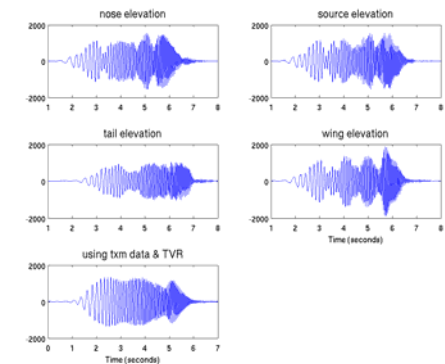 nose elevation
2000
0
-2000
1 2 3 4 5 6 7 8
source elevation
2000
0
-2000
1 2 3 4 5 6 7 8
tail elevation
2000
0
-2000
1 2 3 4 5 6 7 8
wing elevation
2000
0
-2000
1 2 3 4 5 6 7 8
Time (seconds)
using txm data & TVR
2000
0
-2000
0 1 2 3 4 5 6 7
Time (seconds)